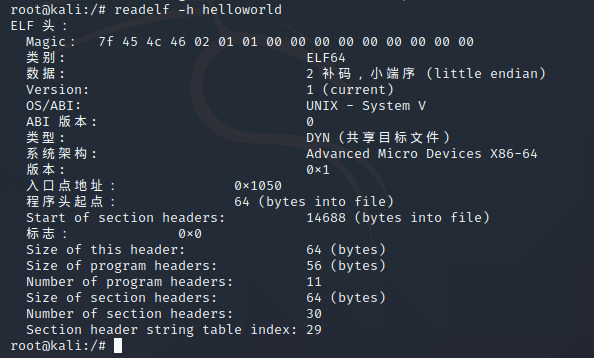 root@kali:/# readelf -h helloworld
ELF 头：
  Magic：  7f 45 4c 46 02 01 01 00 00 00 00 00 00 00 00 00
  类别:                              ELF64
  数据:                              2 补码，小端序 (little endian)
  Version:                           1 (current)
  OS/ABI:                            UNIX - System V
  ABI 版本:                          0
  类型:                              DYN (共享目标文件)
  系统架构:                          Advanced Micro Devices X86-64
  版本:                              0×1
  入口点地址：              0×1050
  程序头起点：              64 (bytes into file)
  Start of section headers:          14688 (bytes into file)
  标志：             0×0
  Size of this header:               64 (bytes)
  Size of program headers:           56 (bytes)
  Number of program headers:         11
  Size of section headers:           64 (bytes)
  Number of section headers:         30
  Section header string table index: 29
root@kali:/#